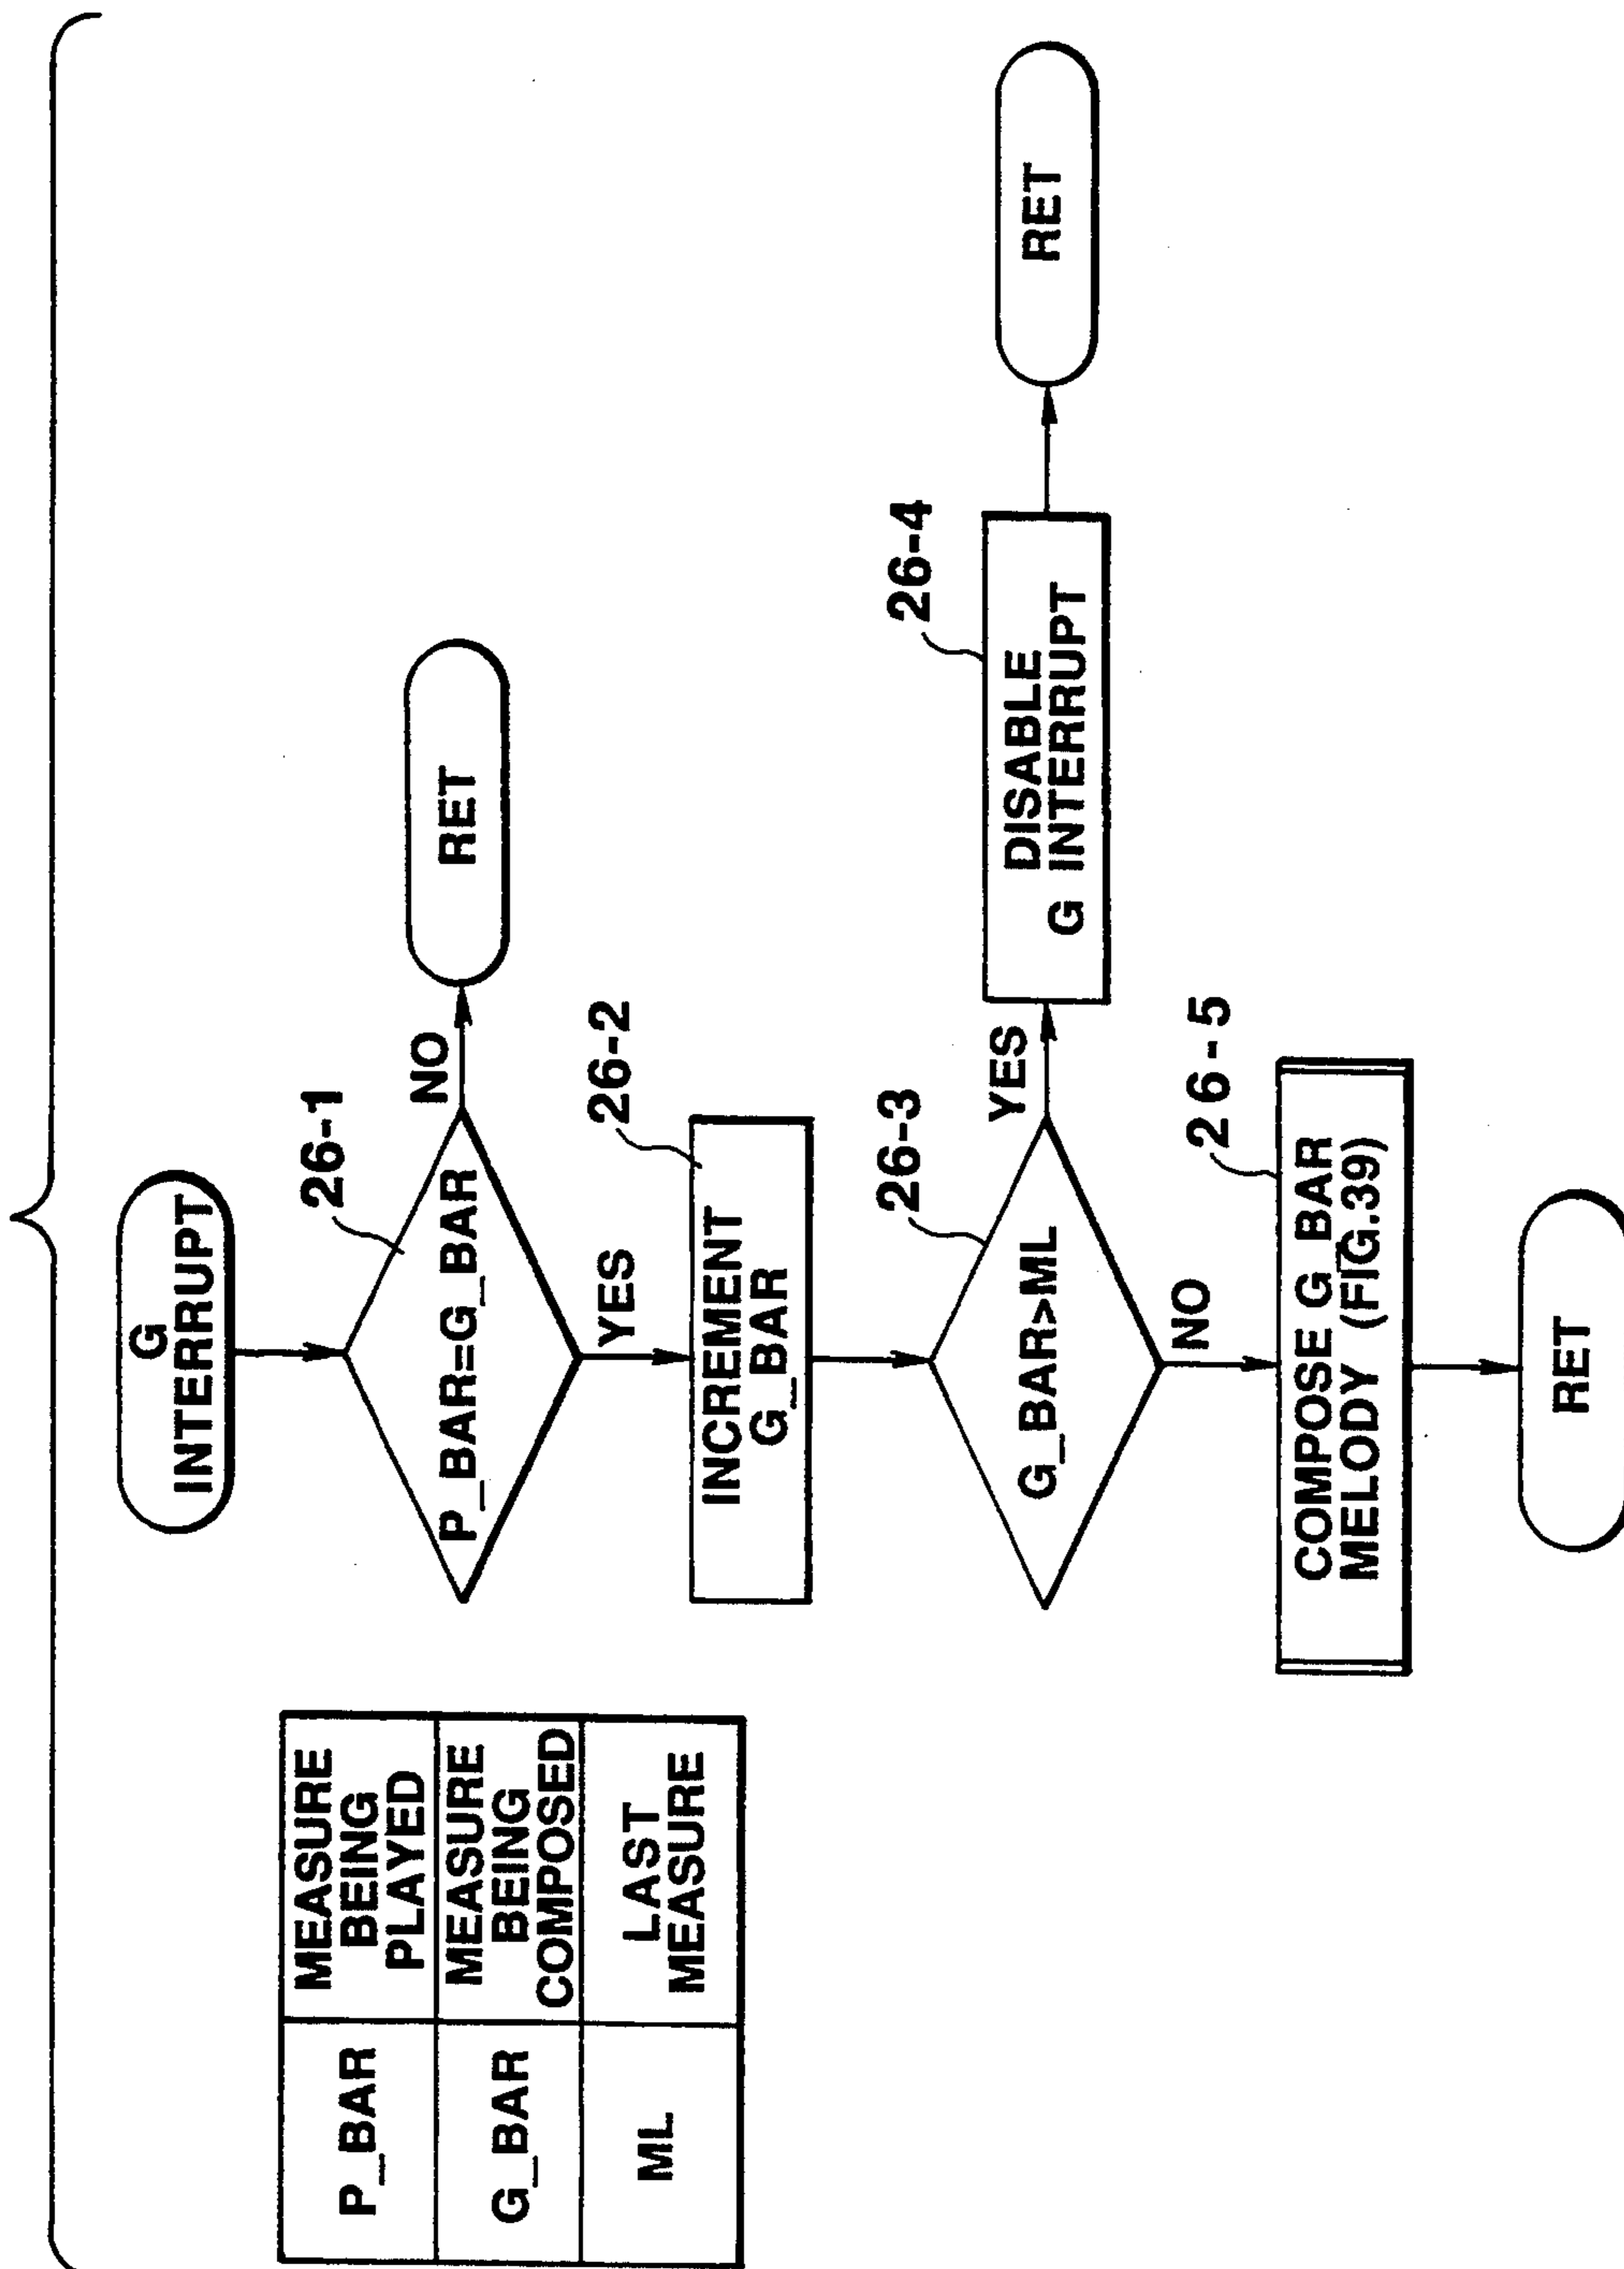 P_BAR
MEASURE
BEING
PLAYED
G_BAR
MEASURE
BEING
COMPOSED
ML
LAST
MEASURE
G
INTERRUPT
26-1
P_BAR=G_BAR
NO
RET
YES
26-2
INCREMENT
G_BAR
26-3
G_BAR>ML
YES
26-4
DISABLE
G INTERRUPT
RET
NO
26-5
COMPOSE G BAR
MELODY (FIG.39)
RET